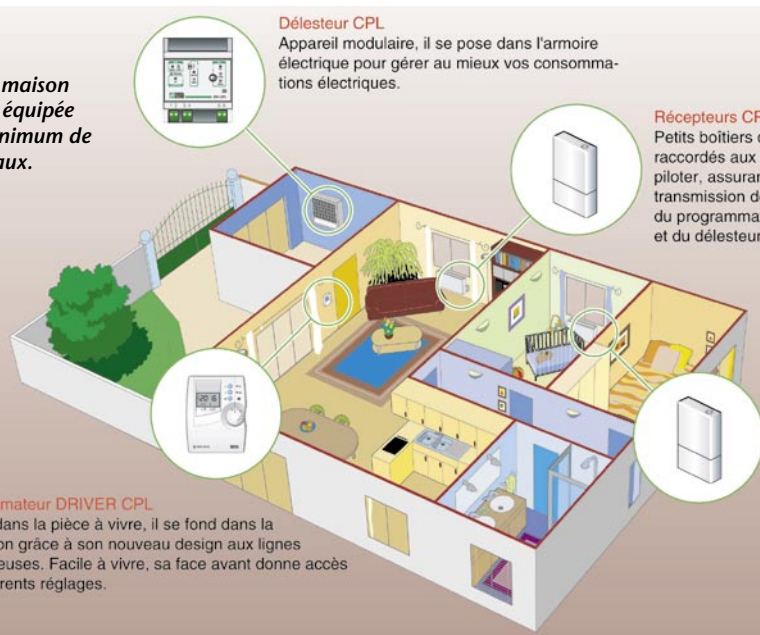 Délesteur CPL
Appareil modulaire, il se pose dans l'armoire
électrique pour gérer au mieux vos consomma-
tions électriques.
maison
équipée
nimum de
aux.
Récepteurs CP
Petits boîtiers d
raccordés aux
piloter, assuran
transmission de
du programma
et du délesteur
mateur DRIVER CPL
dans la pièce à vivre, il se fond dans la
on grâce à son nouveau design aux lignes
euses. Facile à vivre, sa face avant donne accès
rents réglages.